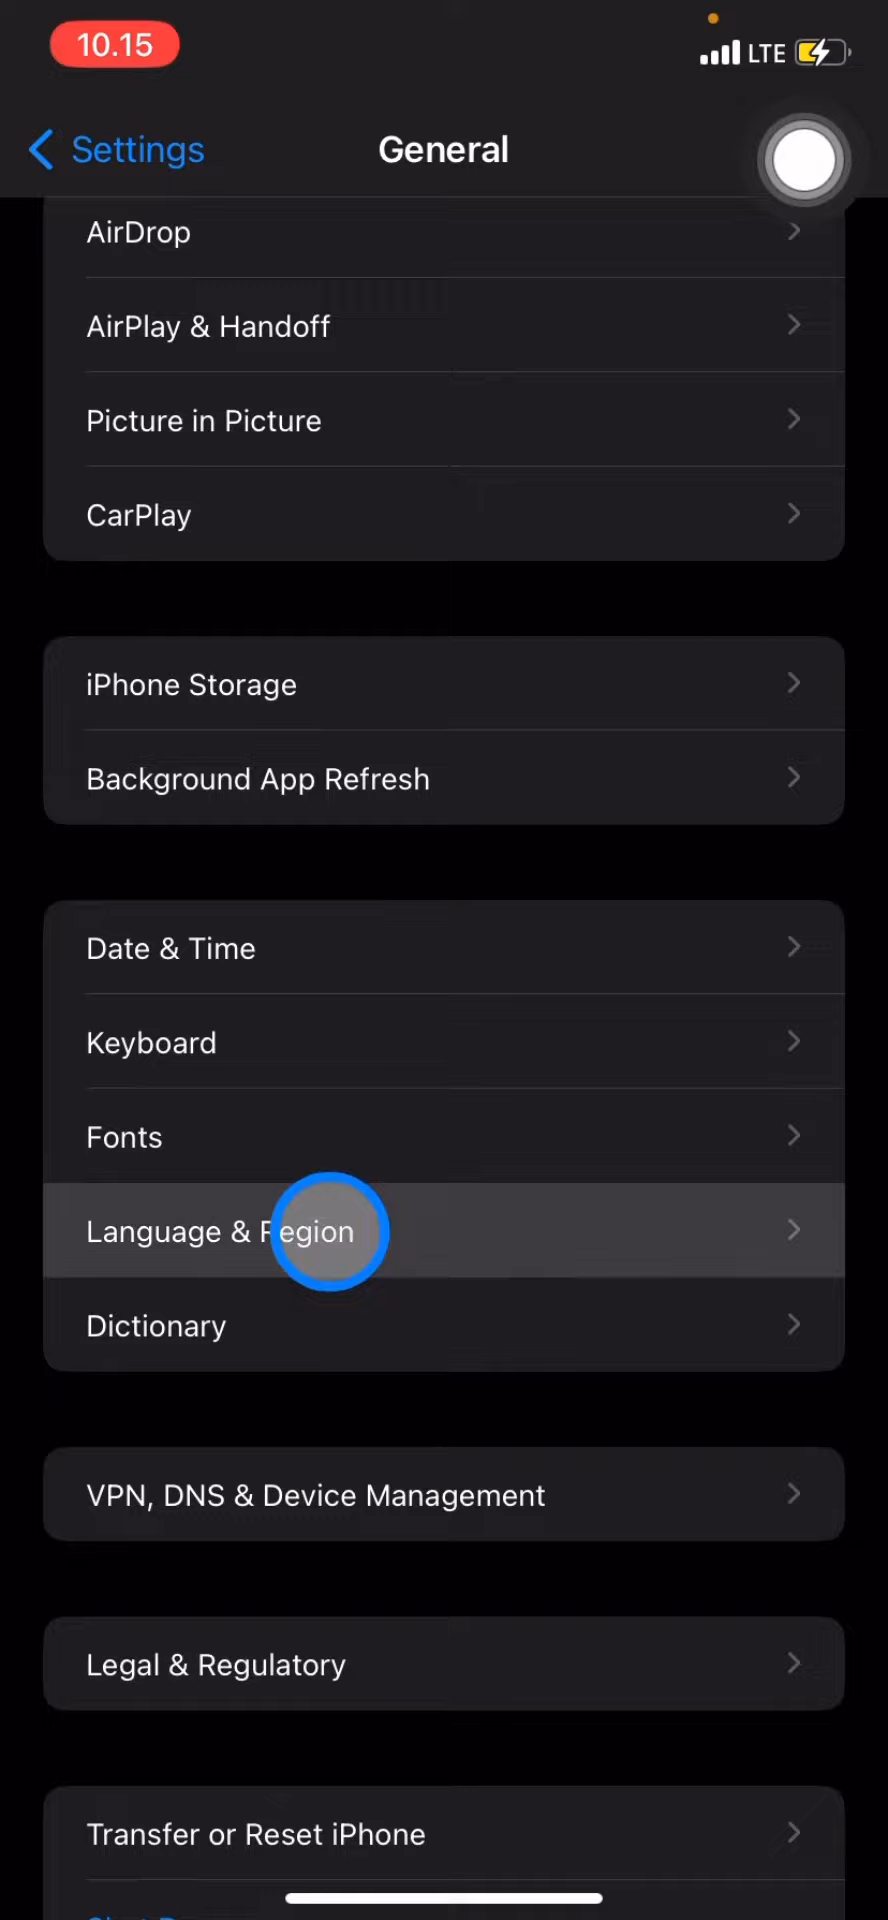 10.15
LTE
Settings
General
AirDrop
AirPlay & Handoff
Picture in Picture
CarPlay
iPhone Storage
Background App Refresh
Date & Time
Keyboard
Fonts
Language & Region
Dictionary
VPN, DNS & Device Management
Legal & Regulatory
Transfer or Reset iPhone